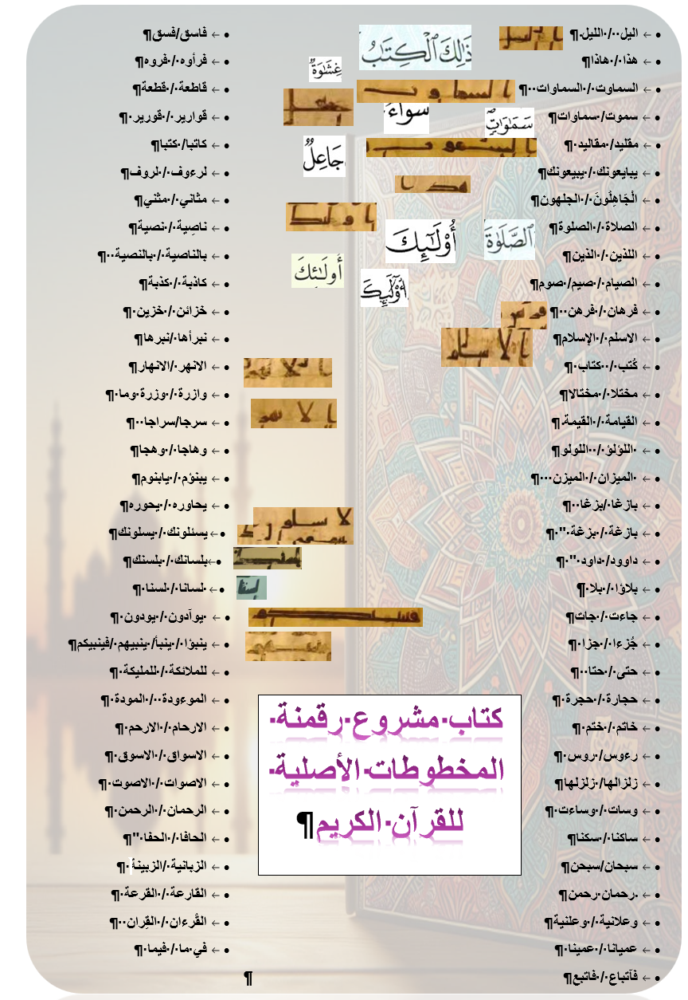 اليل / الليل
هذا / هاذا
السماوت / السماوات
سموت/ سماوات
مقليد/ مقاليد
يبايعونك / يبيعونك
الْجَاهِلُونَ / الجلهون
الصلاة / الصلوة
اللذين / الذين
الصيام / صيم/ صوم
فرهان / فرهن
الاسلم / الإسلام
كُتب / كتاب
مختلا / مختالا
القيامة / القيمة
اللؤلؤ / اللولو
الميزان / الميزن
بازغا /بزغا
بازغة / بزغة "
داوود/ داود "
بلاؤا / بلا
جاءت / جات
جُزءا / جزا
حتى / حتا
حجارة / حجرة
خاتم / ختم
رءوس / روس
زلزالها/ زلزلها
وسات / وساءت
ساكنا / سكنا
سبحان/ سبحن
رحمان رحمن
وعلانية / وعلنية
عميانا / عمينا
فآتباع / فاتبع
فاسق/ فسق
فرأوه / فروه
قاطعة / قطعة
قوارير / قورير
كاتبا/ كتبا
لرءوف / لروف
مثاني / مثني
ناصِية / نصية
بالناصية / بالنصية
كاذبة / كذبة
خزائن / خزين
نبرأها /نبرها
الانهر /الانهار
وازرة / وزرة وما
سرجا/ سراجا
وهاجا / وهجا
يبنؤم / يابنوم
يحاوره / يحوره
يسئلونك / يسلونك
بلسانك / بلسنك
لسانا / لسنا
يوآدون / يودون
ينبؤا / ينبأ/ ينبيهم /فينبيكم
للملائكة / للمليكة
الموءودة / المودة
الارحام / الارحم
الاسواق / الاسوق
الاصوات / الاصوت
الرحمان / الرحمن
الحافا / الحفا "
الزبانية /الزبينة
القارعة / القرعة
القُرءان / القِران
في ما / فيما
ذَٰلِكَ ٱلْكِتَـٰبُ
غِشَـٰوَةٌ
سواءَ
سَمَـٰوَٰتٍ
جَاعِلٌ
ٱلصَّلَوٰةَ
أُوْلَـٰٓئِكَ
أُولَـٰئِكَ
أُوْلَـٰٓئِكَ
كتاب مشروع رقمنة
المخطوطات الأصلية
للقرآن الكريم